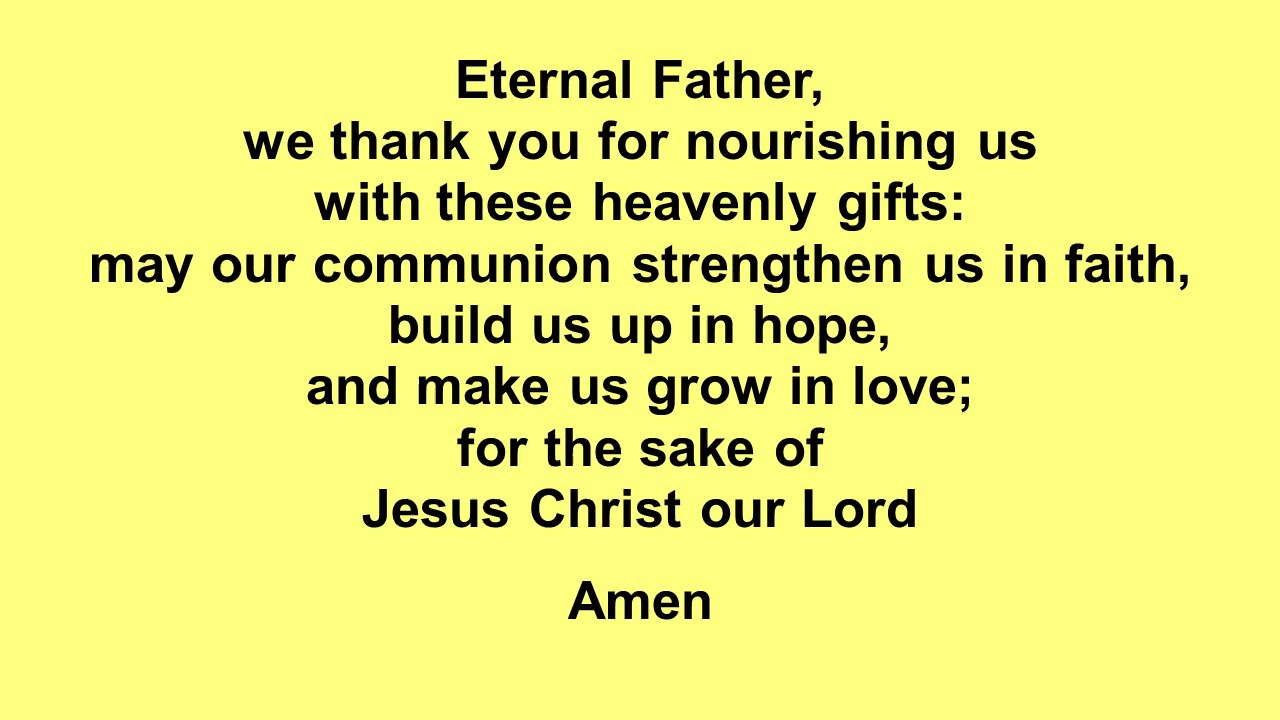 Eternal Father,
we thank you for nourishing us
with these heavenly gifts:
may our communion strengthen us in faith,
build us up in hope,
and make us grow in love;
for the sake of
Jesus Christ our Lord
Amen